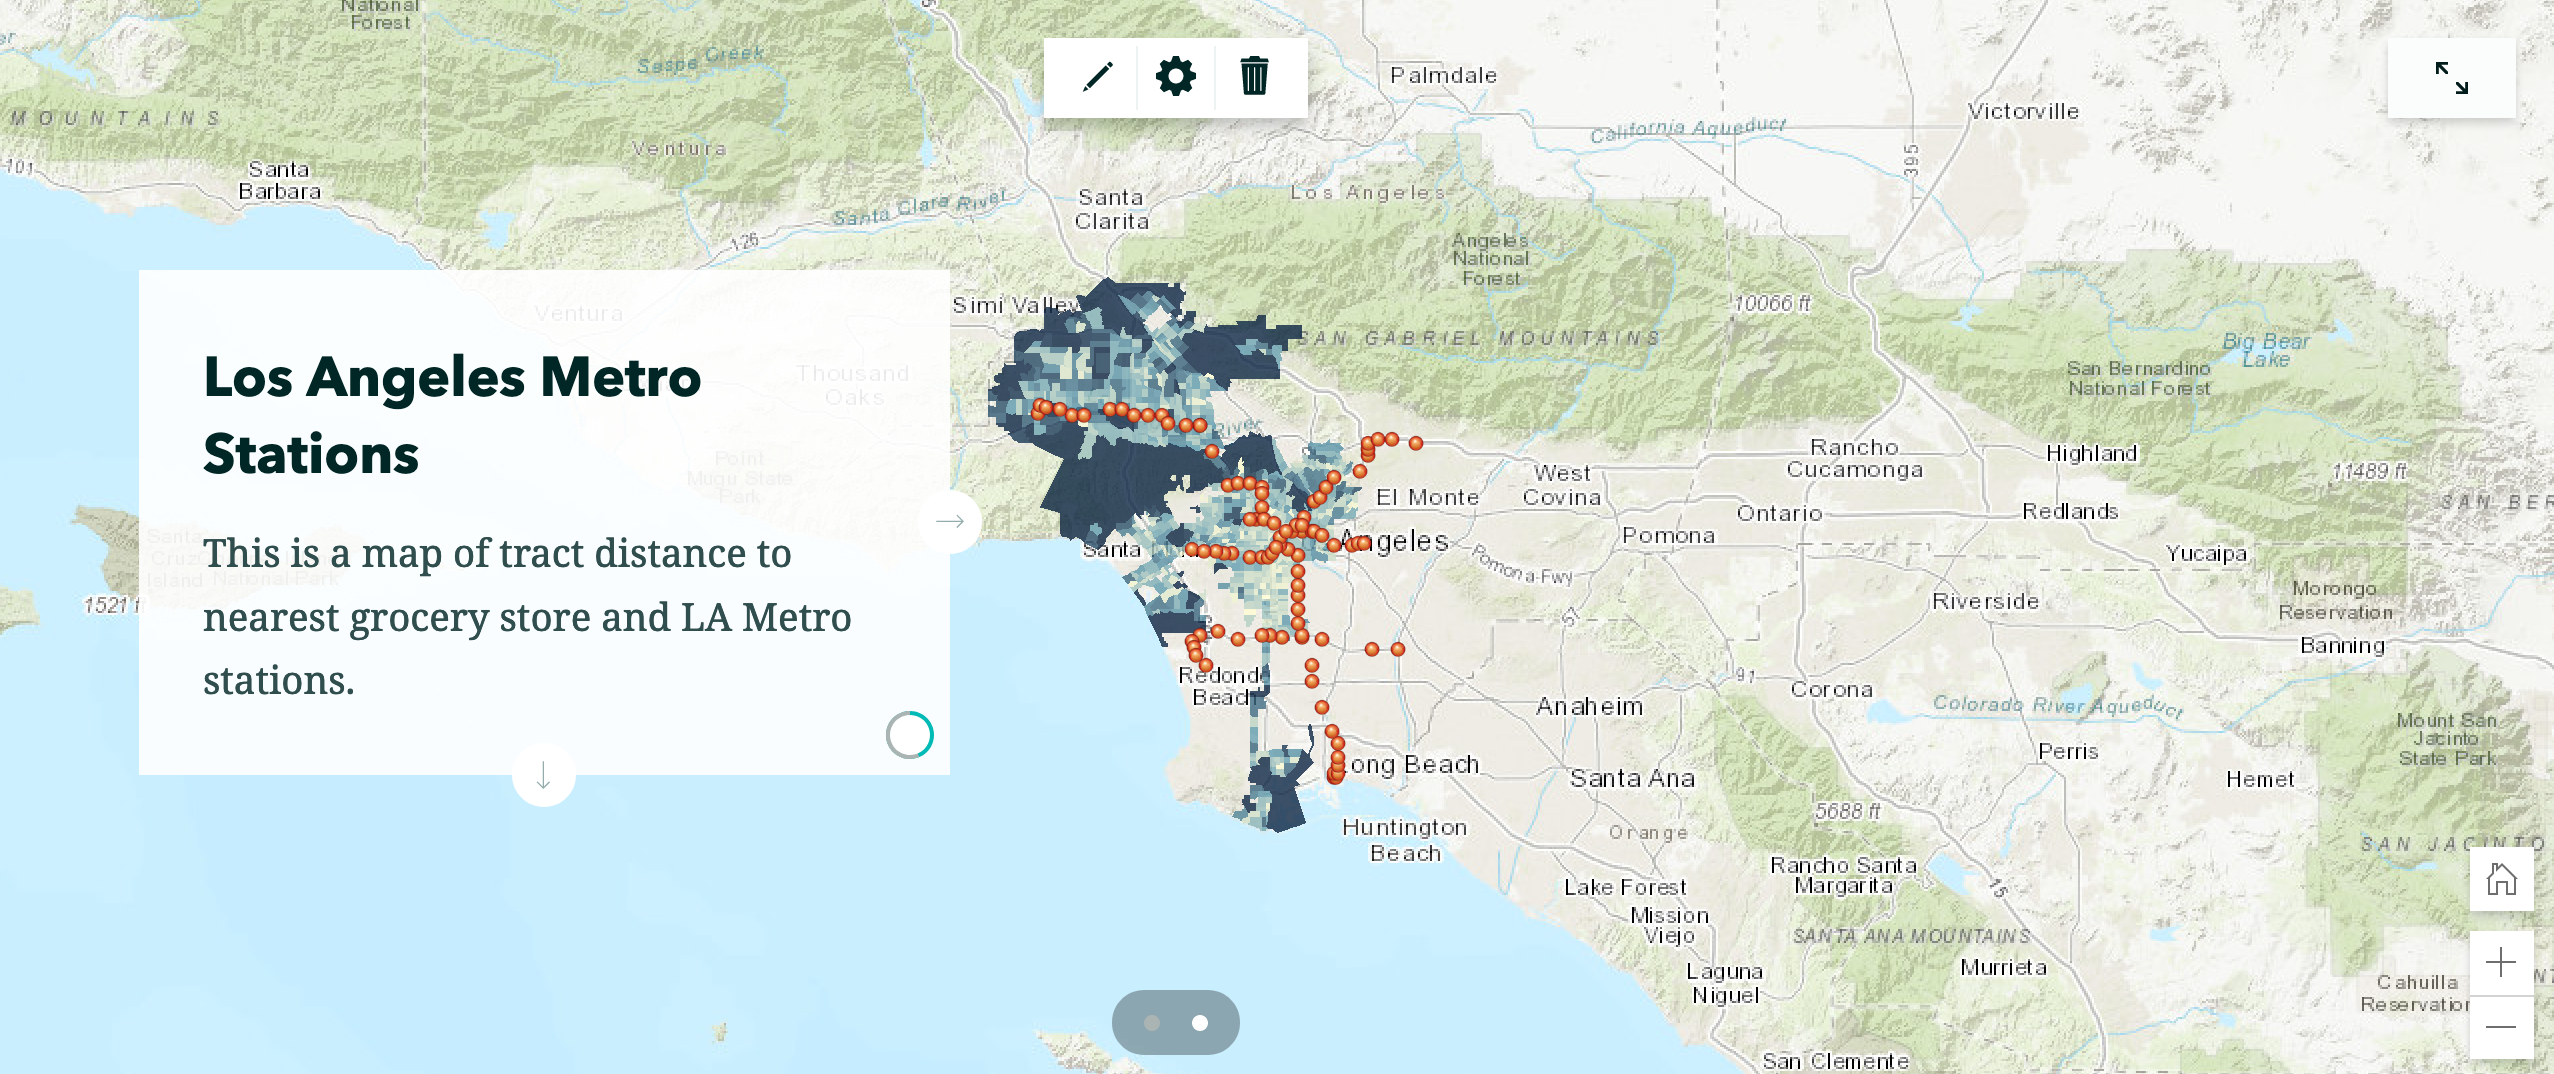 Los Angeles Metro
Stations
This is a map of tract distance to
nearest grocery store and LA Metro
stations.
National
Forest
Sespe Creek
MOUNTAINS
Ventura
101
Santa
Barbara
126
Santa Clara River
Santa
Clarita
Palmdale
Los Angeles
California Aqueduct
Victorville
395
Angeles
National
Forest
10066 ft
SAN GABRIEL MOUNTAINS
Big Bear
Lake
San Bernardino
National Forest
Ventura
Simi Valley
Thousand
Oaks
Point
Mugu State
Park
River
Santa
Cruz
Island
National Park
1521 ft
Santa
Angeles
El Monte
West
Covina
Rancho
Cucamonga
Highland
11489 ft
SAN BER
Ontario
Redlands
Pomona
Pomona-Fwy
Yucaipa
Morongo
Reservation
Banning
Riverside
5
91
Redondo
Beach
Anaheim
Corona
Colorado River Aqueduct
Mount San
Jacinto
State Park
Perris
Hemet
ong Beach
Santa Ana
5688 ft
Huntington
Beach
Orange
SAN JACINTO
Rancho Santa
Margarita
15
Lake Forest
Mission
Viejo
SANTA ANA MOUNTAINS
Murrieta
Laguna
Niguel
Cahuilla
Reservation
San Clemente